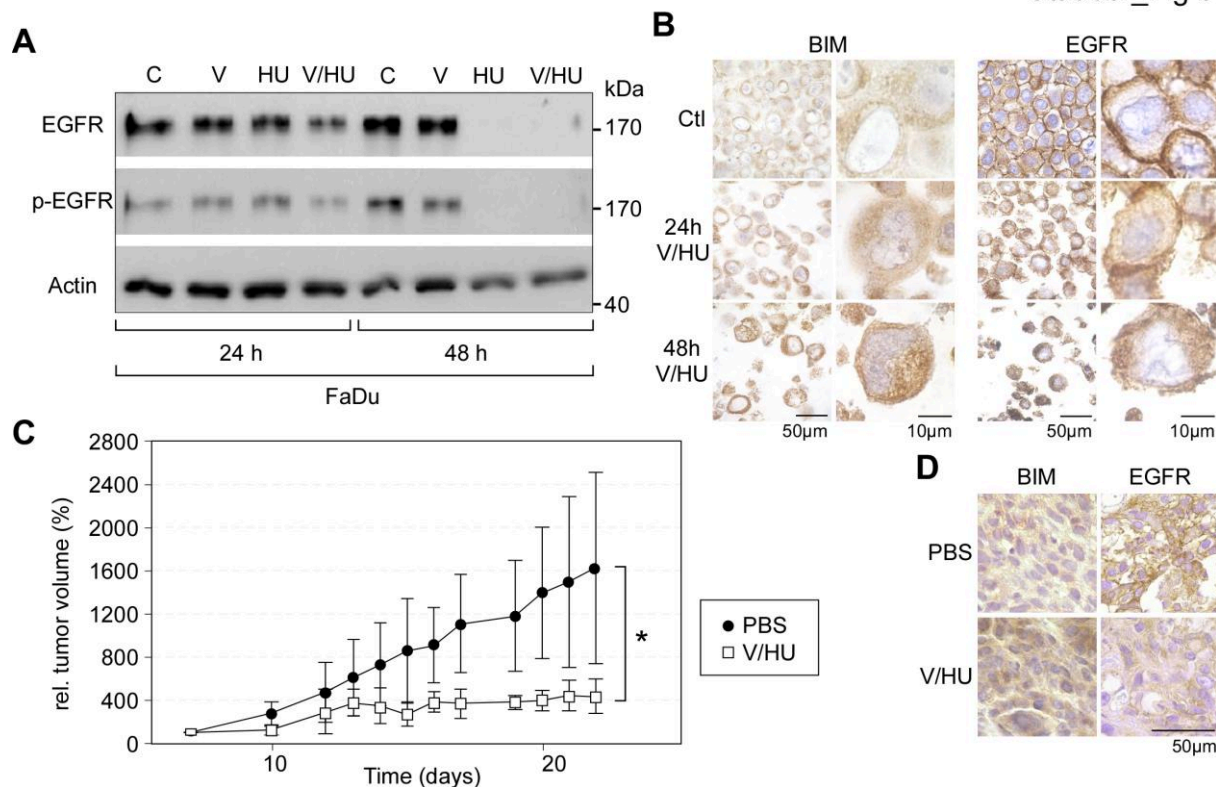 A
C V HU V/HU C V HU V/HU kDa
EGFR
170
p-EGFR
170
Actin
40
24 h 48 h
FaDu
B
BIM EGFR
Ctl
24h
V/HU
48h
V/HU
50µm 10µm 50µm 10µm
C
2800
2400
2000
1600
1200
800
400
0
rel. tumor volume (%)
10 20
Time (days)
*
PBS
V/HU
D
BIM EGFR
PBS
V/HU
50µm